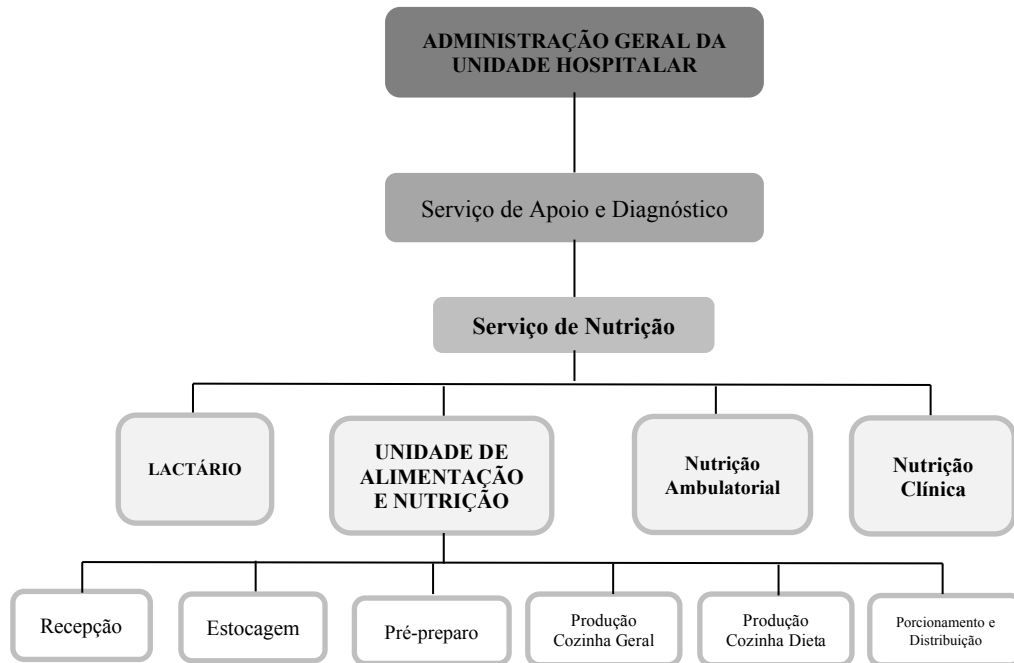 ADMINISTRAÇÃO GERAL DA
UNIDADE HOSPITALAR
Serviço de Apoio e Diagnóstico
Serviço de Nutrição
LACTÁRIO
UNIDADE DE
ALIMENTAÇÃO
E NUTRIÇÃO
Nutrição
Ambulatorial
Nutrição
Clínica
Recepção
Estocagem
Pré-preparo
Produção
Cozinha Geral
Produção
Cozinha Dieta
Porcionamento e
Distribuição